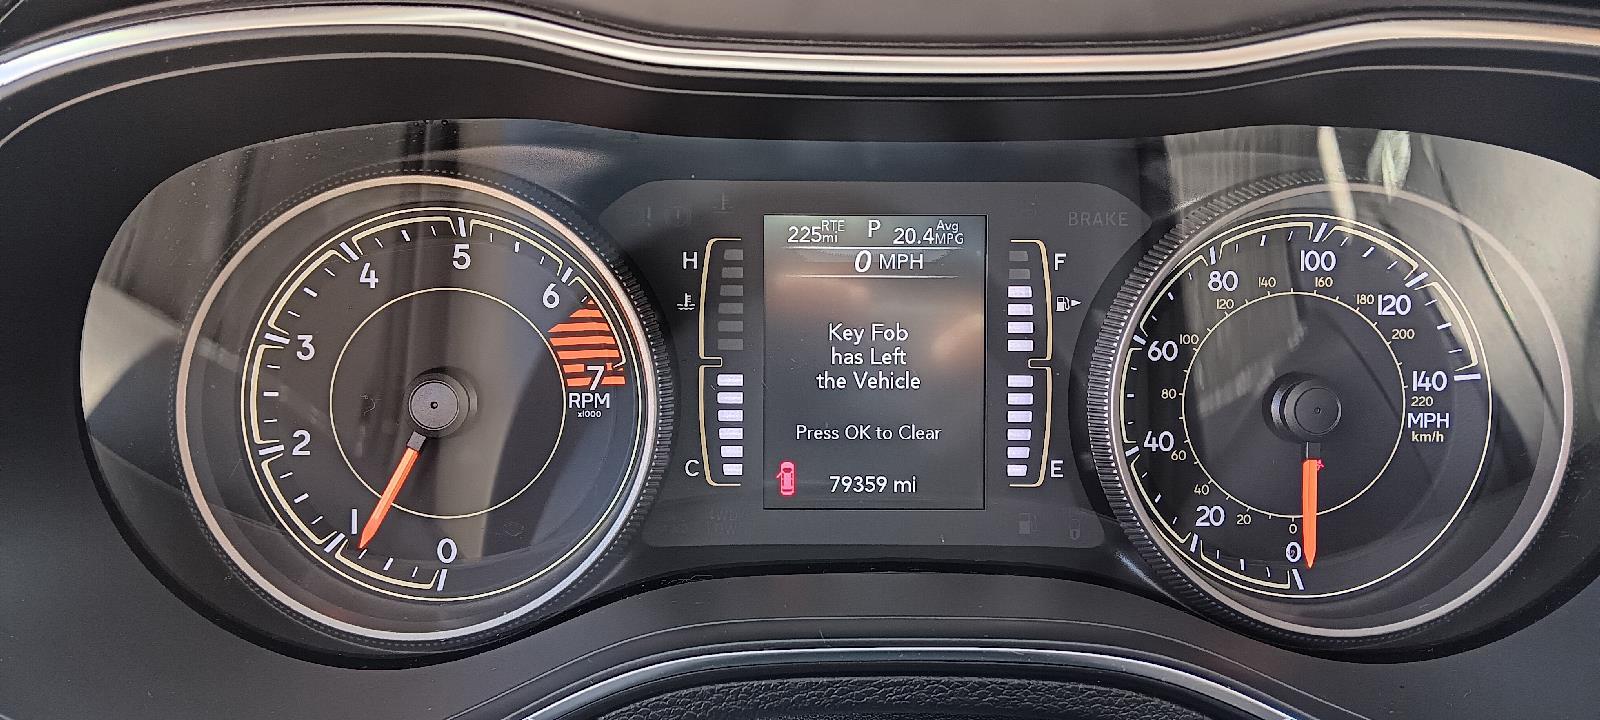 225 RTE mi P 20.4 Avg MPG
0 MPH
Key Fob
has Left
the Vehicle
Press OK to Clear
79359 mi
H
C
F
E
BRAKE
0
1
2
3
4
5
6
7
RPM
x1000
0
20
40
60
80
100
120
140
MPH
km/h
0
20
40
60
80
100
120
140
160
180
200
220